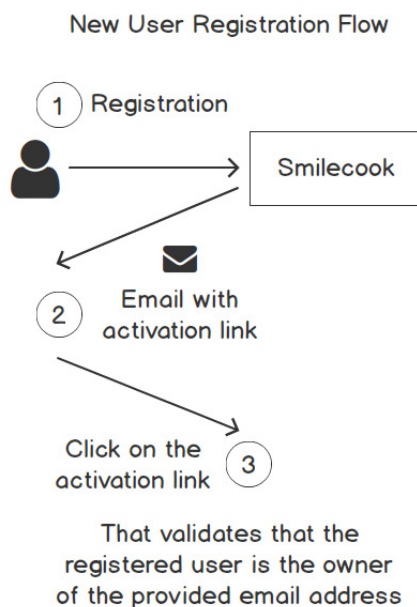 New User Registration Flow
1 Registration
Smilecook
2
Email with
activation link
Click on the
activation link
3
That validates that the
registered user is the owner
of the provided email address